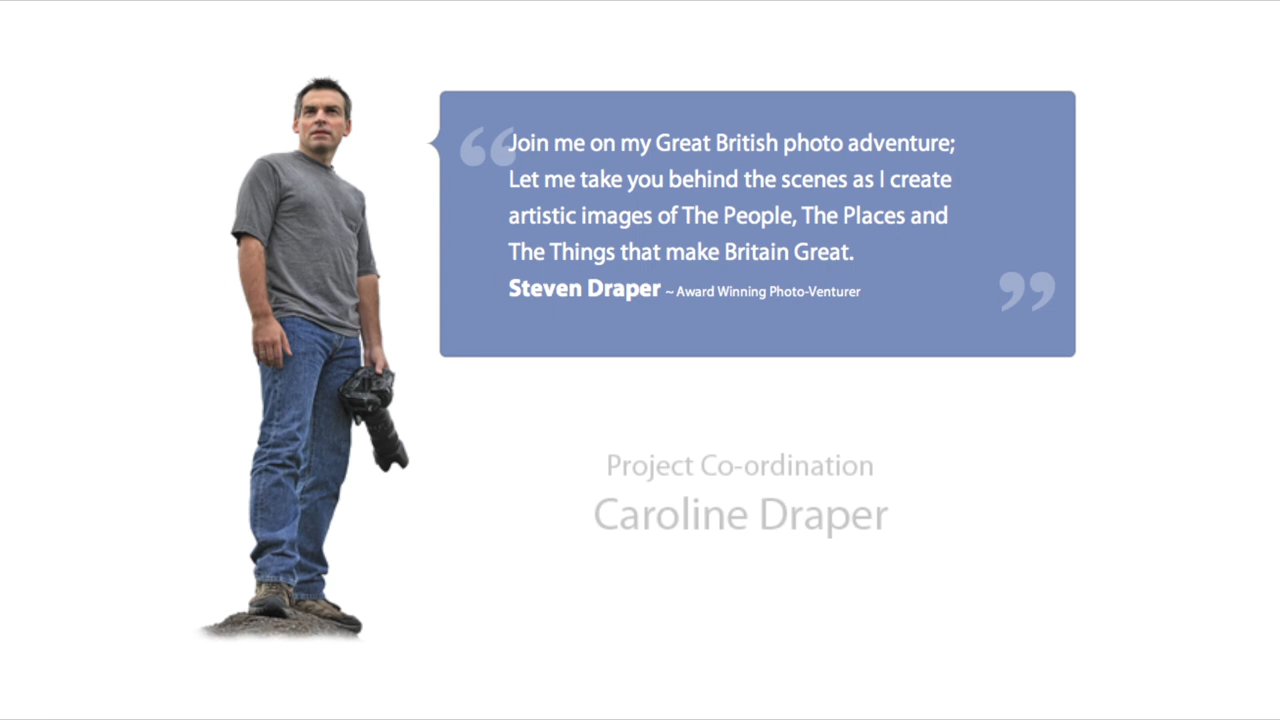 Join me on my Great British photo adventure;
Let me take you behind the scenes as I create
artistic images of The People, The Places and
The Things that make Britain Great.
Steven Draper ~ Award Winning Photo-Venturer
Project Co-ordination
Caroline Draper